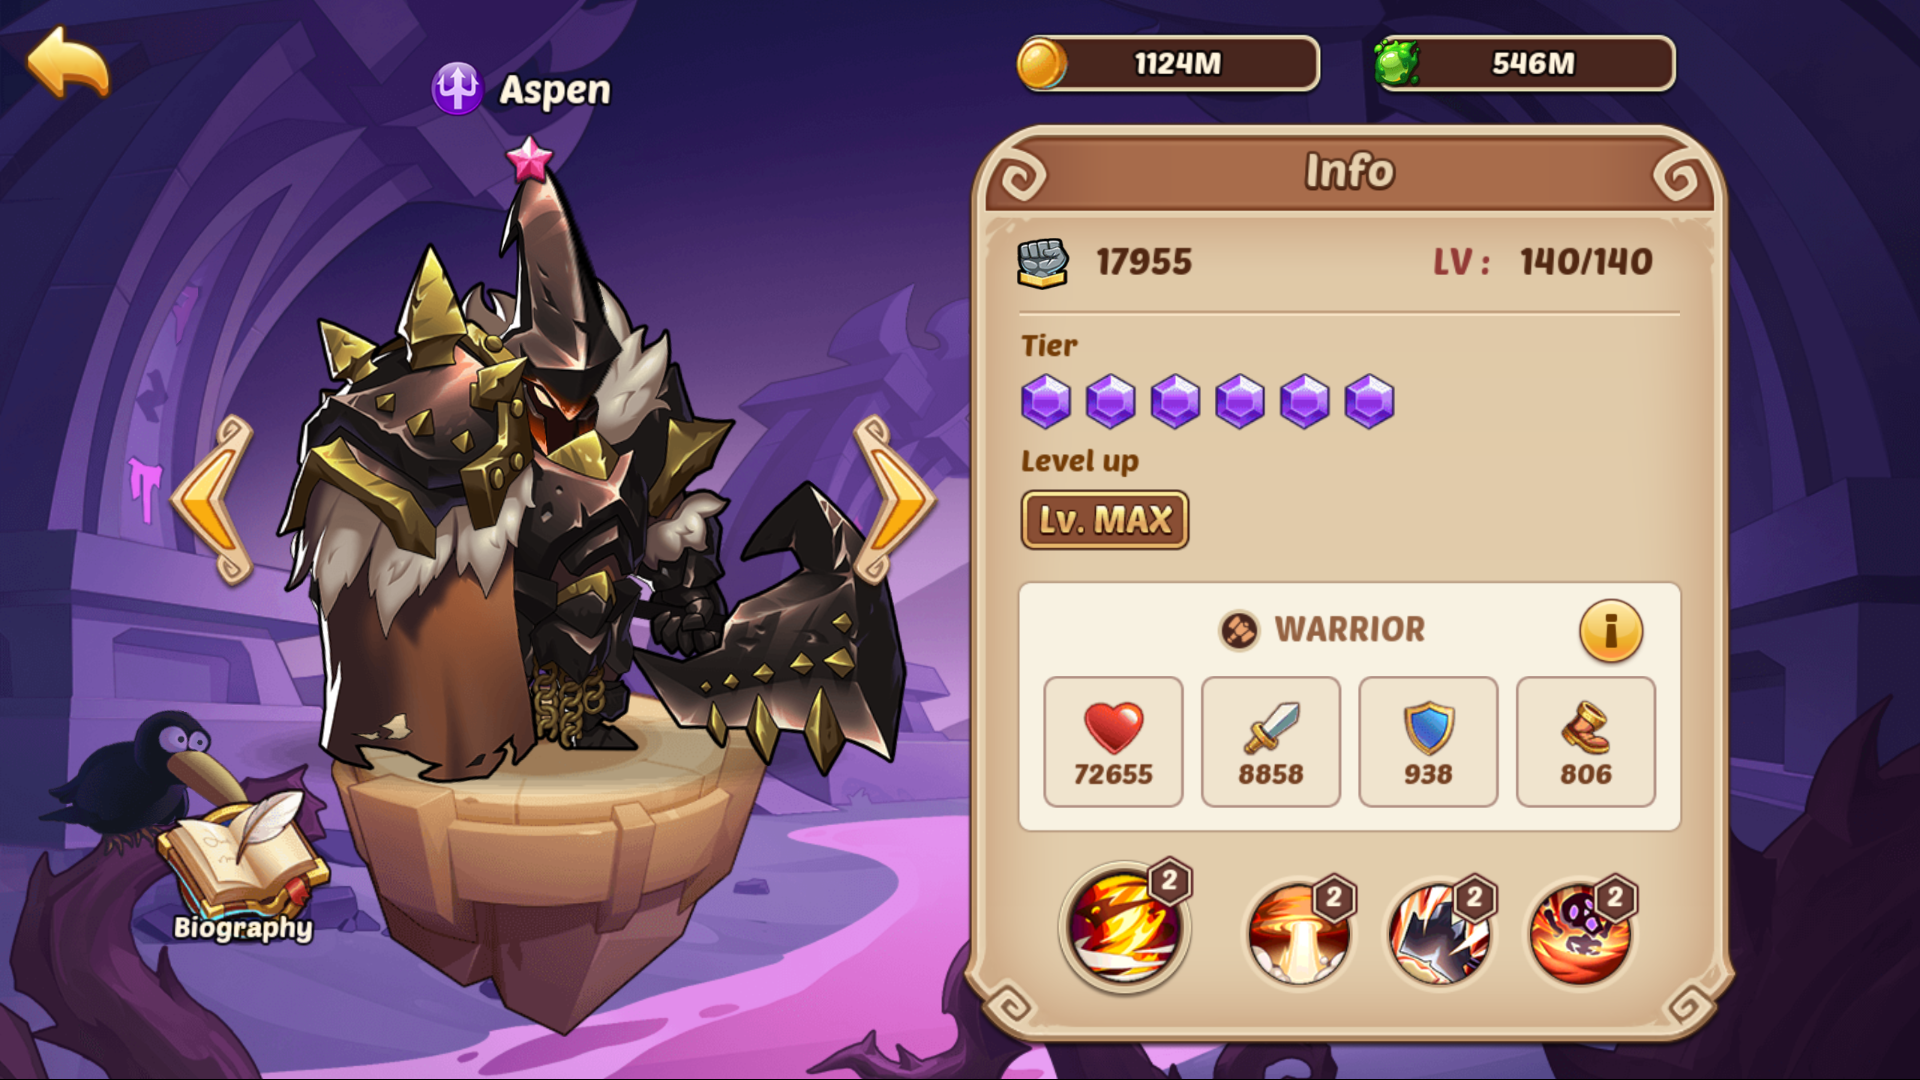 Aspen
1124M
546M
Info
17955
LV : 140/140
Tier
Level up
Lv. MAX
WARRIOR
72655
8858
938
806
2
2
2
2
Biography